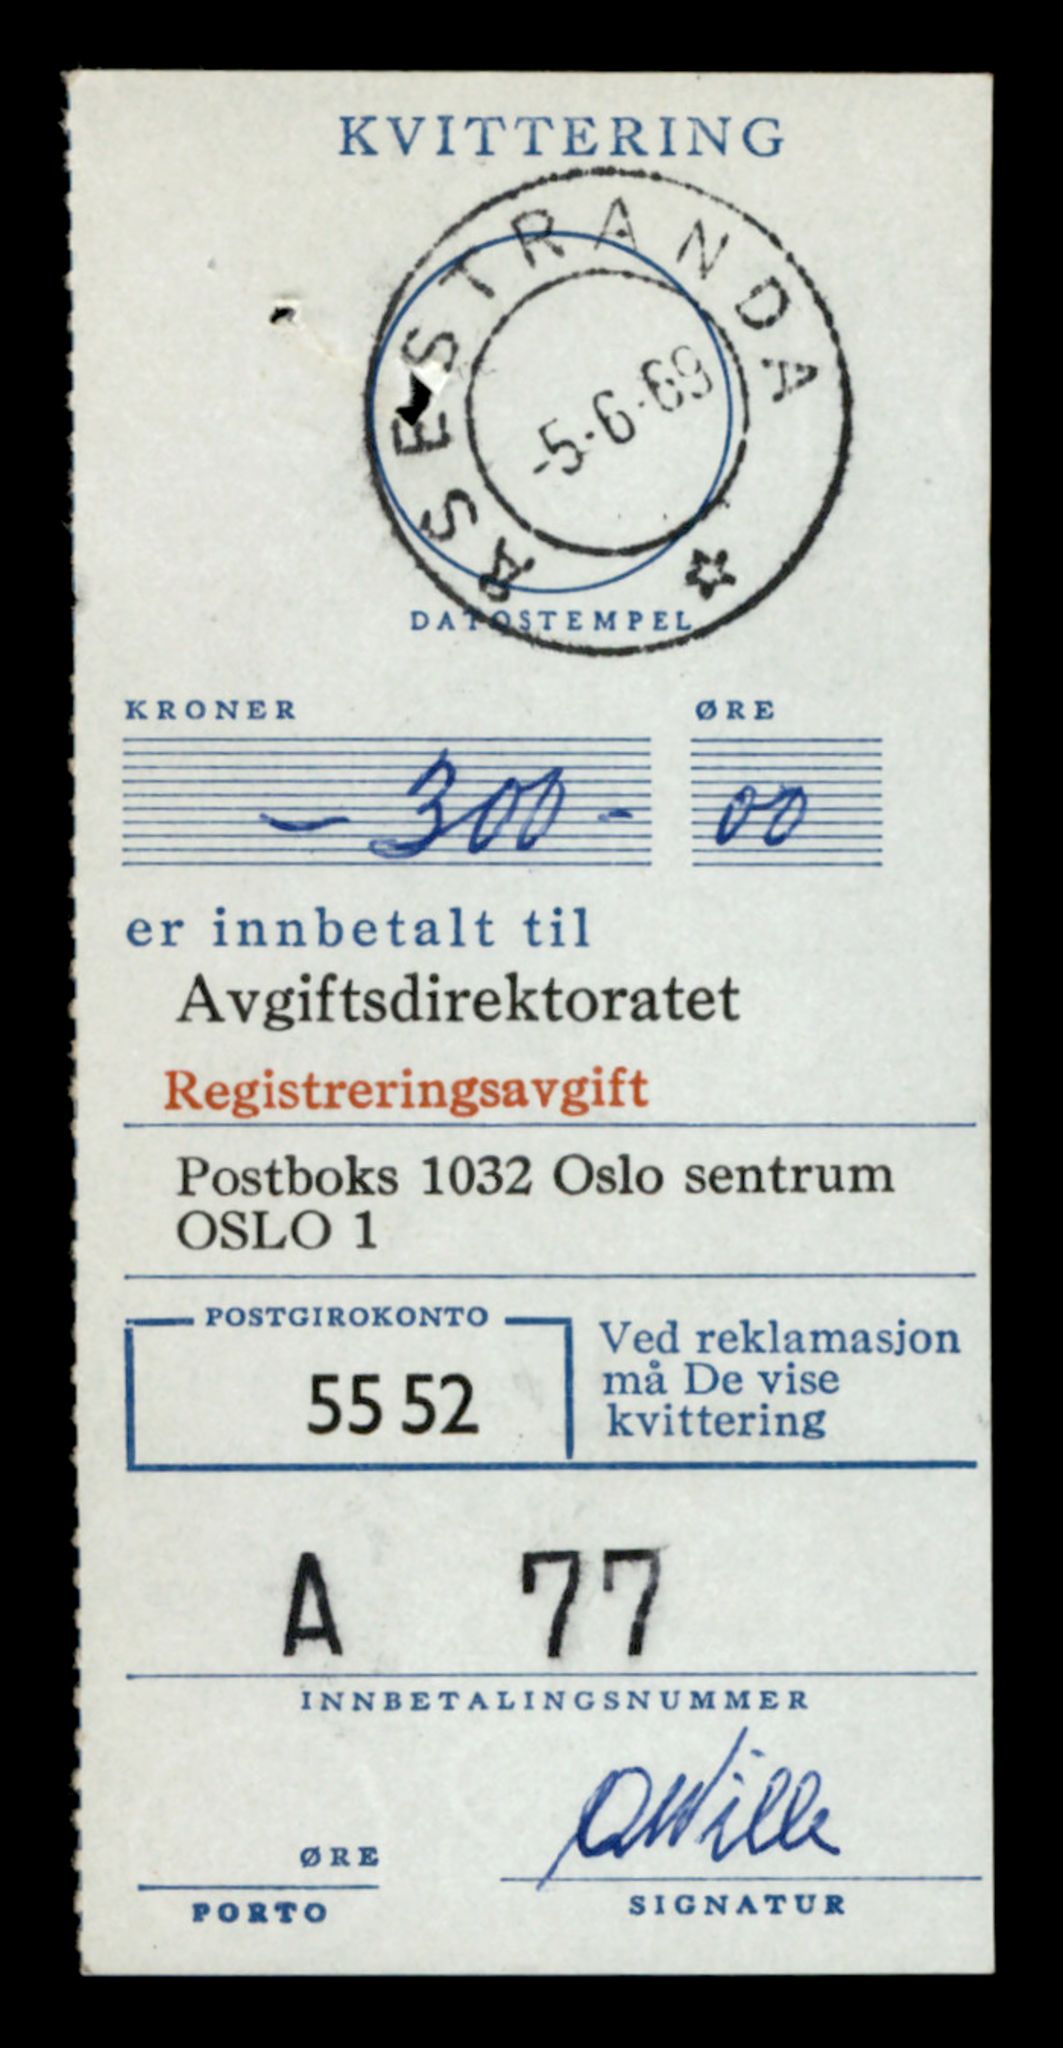 KVITTERING
ÅSESTRANDA
-5-6-69
DATOSTEMPEL
KRONER ØRE
- 300 - 00
er innbetalt til
Avgiftsdirektoratet
Registreringsavgift
Postboks 1032 Oslo sentrum
OSLO 1
POSTGIROKONTO
55 52
Ved reklamasjon
må De vise
kvittering
A 77
INNBETALINGSNUMMER
ØRE
PORTO
SIGNATUR